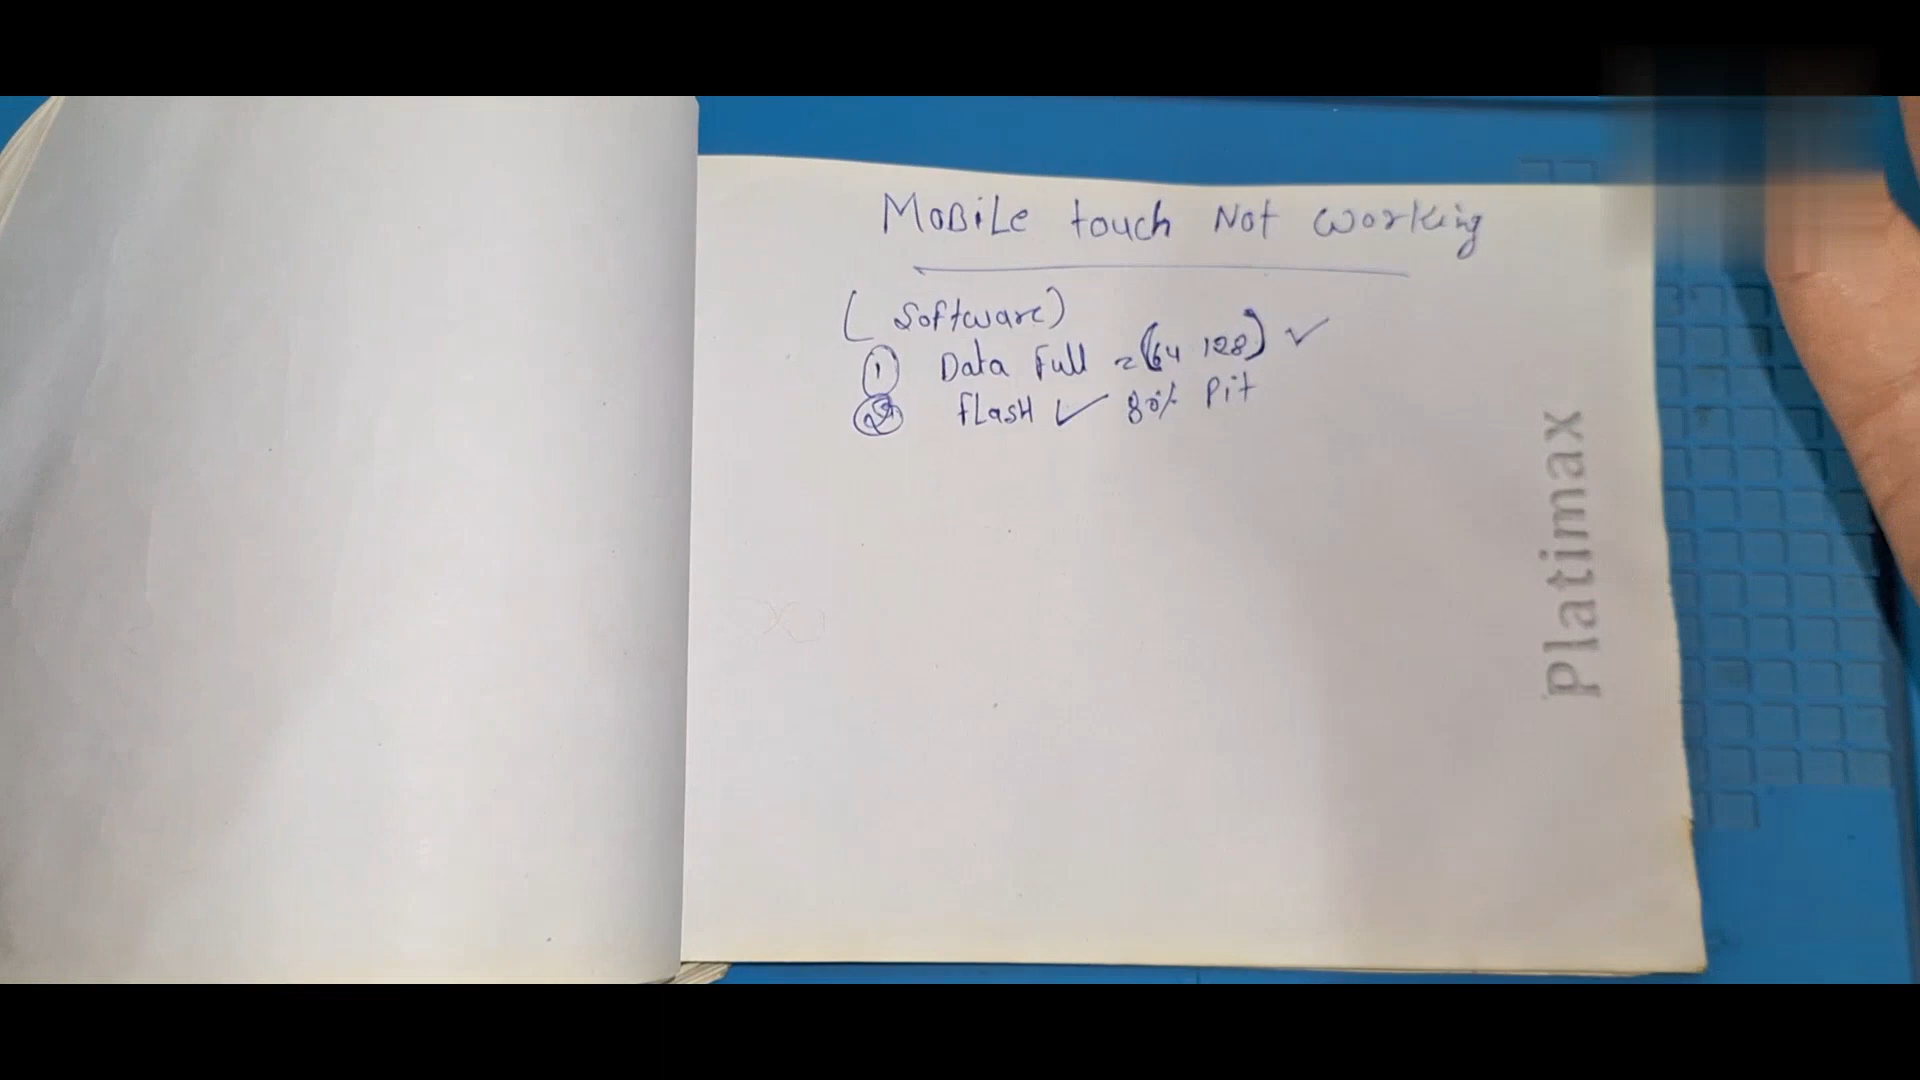 MoBiLe touch Not working
(Software)
1 Data Full = (64 128) ✓
2 fLasH ✓ 80% Pit
Platimax